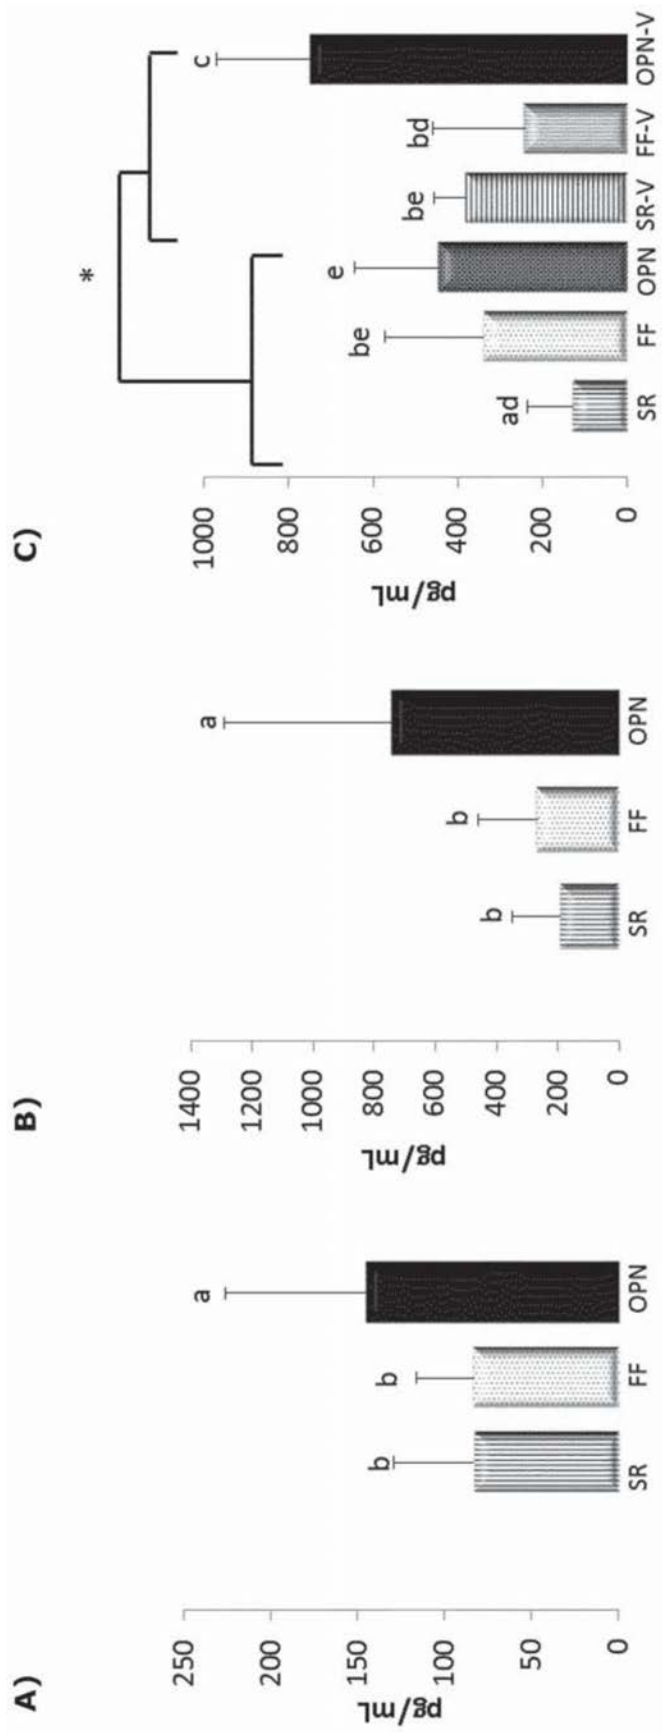 A)
pg/mL
250
200
150
100
50
0
b
b
a
SR FF OPN
B)
pg/mL
1400
1200
1000
800
600
400
200
0
b
b
a
SR FF OPN
C)
pg/mL
1000
800
600
400
200
0
*
ad
be
e
be
bd
c
SR FF OPN SR-V FF-V OPN-V